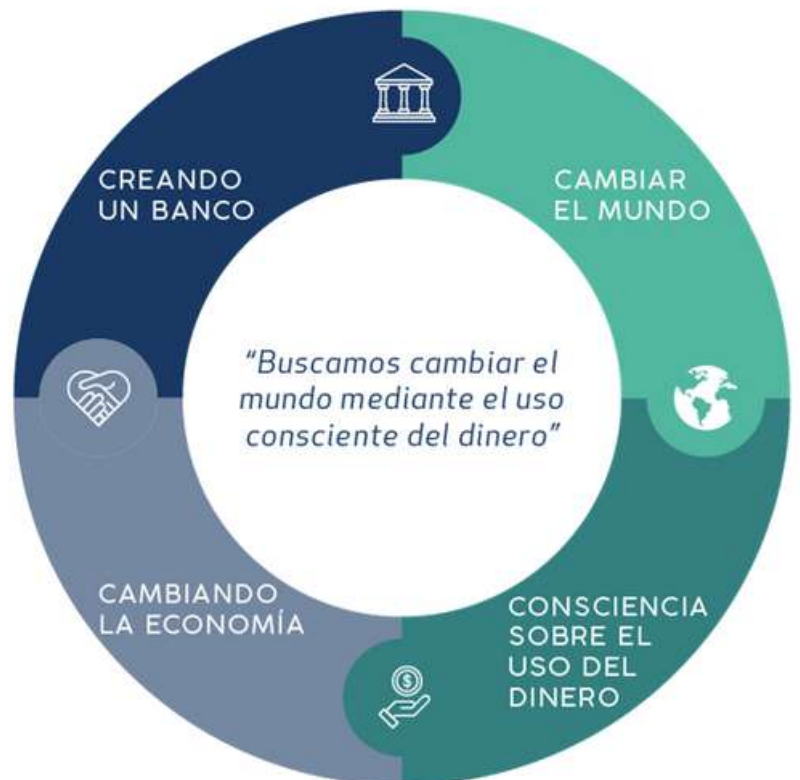 CREANDO
UN BANCO
CAMBIAR
EL MUNDO
“Buscamos cambiar el
mundo mediante el uso
consciente del dinero”
CAMBIANDO
LA ECONOMÍA
CONSCIENCIA
SOBRE EL
USO DEL
DINERO
$